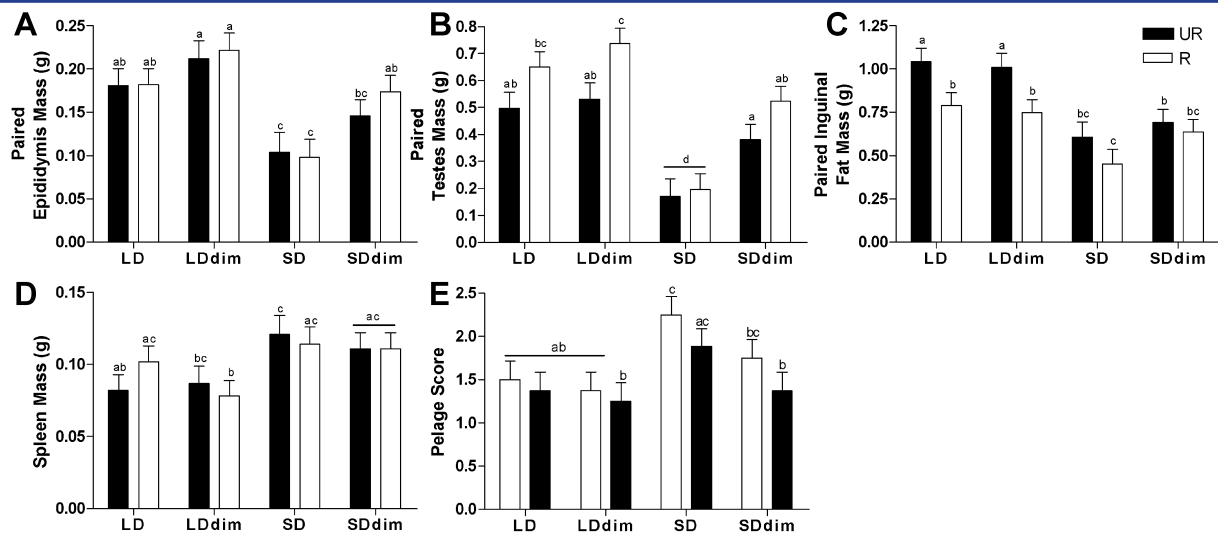 A
Paired
Epididymis Mass (g)
0.25
0.20
0.15
0.10
0.05
0.00
ab ab a a c c bc ab
LD LDdim SD SDdim
B
Paired
Testes Mass (g)
0.8
0.7
0.6
0.5
0.4
0.3
0.2
0.1
0.0
ab bc ab c d a ab
LD LDdim SD SDdim
C
Paired Inguinal
Fat Mass (g)
1.25
1.00
0.75
0.50
0.25
0.00
a b a b bc c b bc
UR
R
LD LDdim SD SDdim
D
Spleen Mass (g)
0.15
0.10
0.05
0.00
ab ac bc b c ac ac
LD LDdim SD SDdim
E
Pelage Score
2.5
2.0
1.5
1.0
0.5
0.0
ab b c ac bc b
LD LDdim SD SDdim